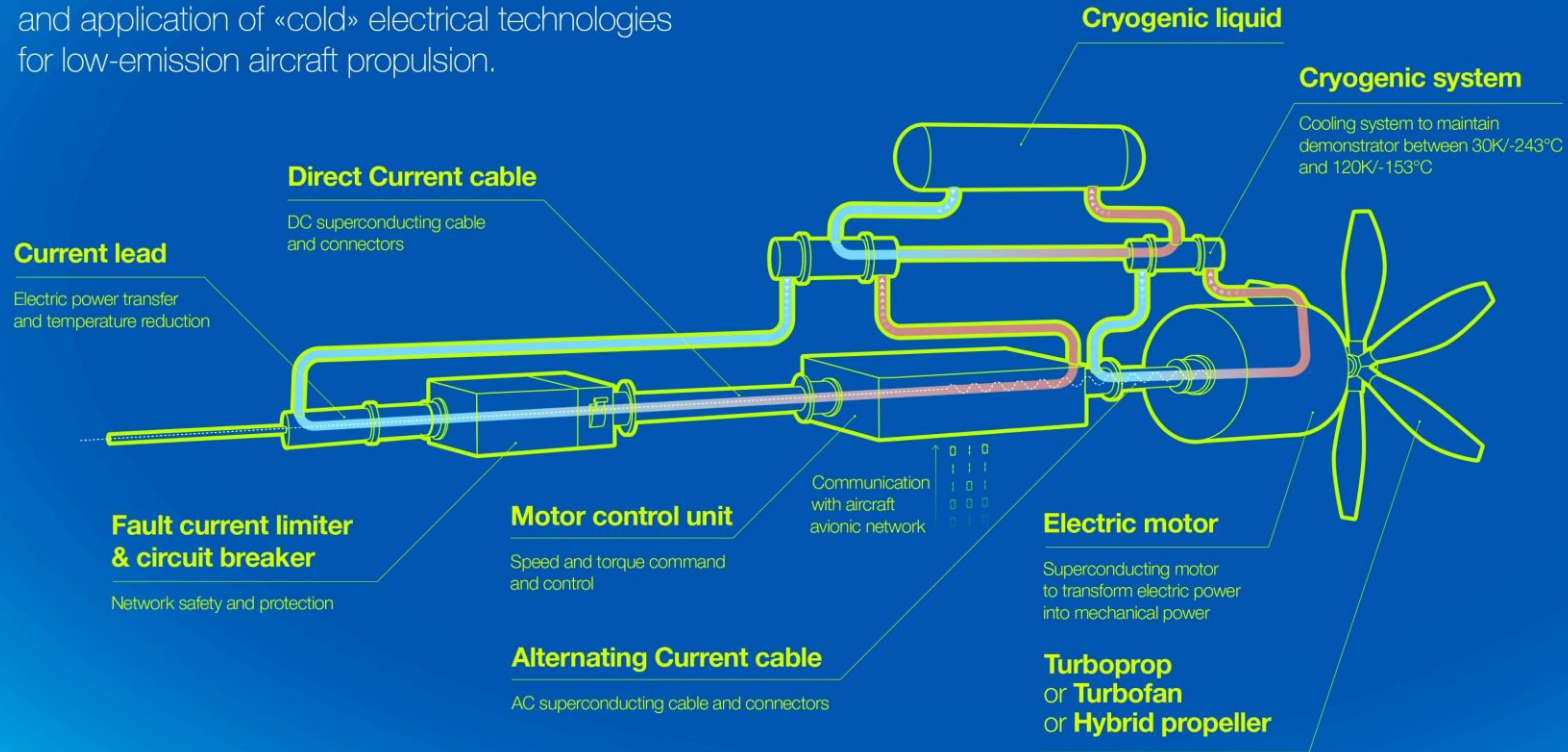 and application of «cold» electrical technologies
for low-emission aircraft propulsion.
Cryogenic liquid
Cryogenic system
Cooling system to maintain
demonstrator between 30K/-243°C
and 120K/-153°C
Direct Current cable
DC superconducting cable
and connectors
Current lead
Electric power transfer
and temperature reduction
Fault current limiter
& circuit breaker
Network safety and protection
Motor control unit
Speed and torque command
and control
Communication
with aircraft
avionic network
Alternating Current cable
AC superconducting cable and connectors
Electric motor
Superconducting motor
to transform electric power
into mechanical power
Turboprop
or Turbofan
or Hybrid propeller